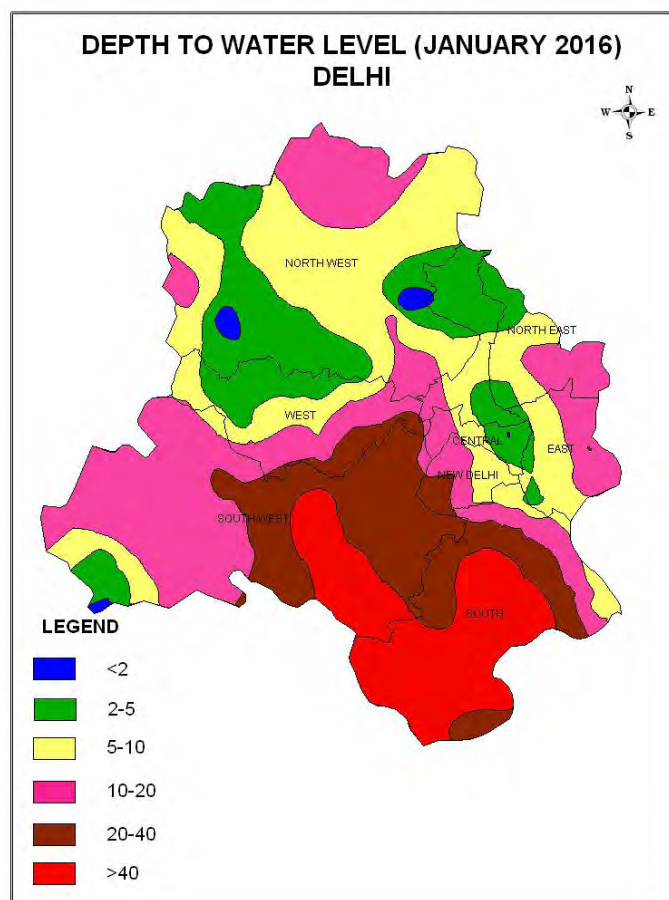 DEPTH TO WATER LEVEL (JANUARY 2016)
DELHI
N
W E
S
NORTH WEST
NORTH EAST
WEST
CENTRAL
EAST
NEW DELHI
SOUTH WEST
SOUTH
LEGEND
<2
2-5
5-10
10-20
20-40
>40